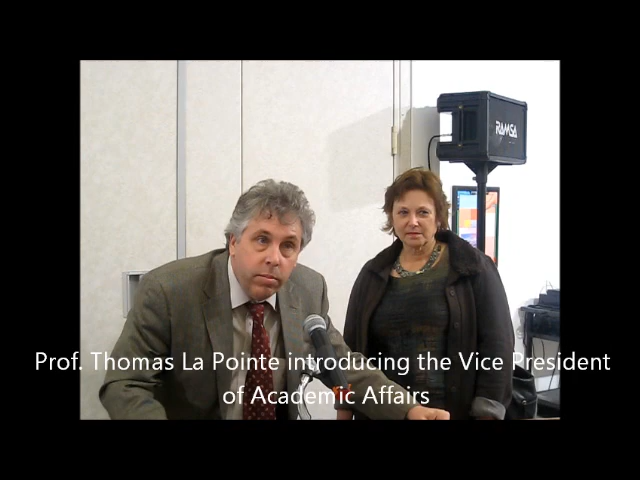 RAMSA
Prof. Thomas La Pointe introducing the Vice President
of Academic Affairs